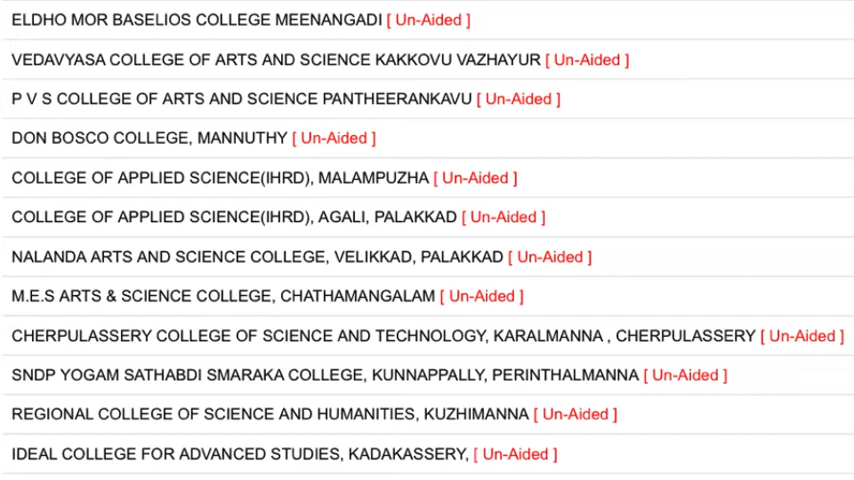 ELDHO MOR BASELIOS COLLEGE MEENANGADI [ Un-Aided ]
VEDAVYASA COLLEGE OF ARTS AND SCIENCE KAKKOVU VAZHAYUR [ Un-Aided ]
P V S COLLEGE OF ARTS AND SCIENCE PANTHEERANKAVU [ Un-Aided ]
DON BOSCO COLLEGE, MANNUTHY [ Un-Aided ]
COLLEGE OF APPLIED SCIENCE(IHRD), MALAMPUZHA [ Un-Aided ]
COLLEGE OF APPLIED SCIENCE(IHRD), AGALI, PALAKKAD [ Un-Aided ]
NALANDA ARTS AND SCIENCE COLLEGE, VELIKKAD, PALAKKAD [ Un-Aided ]
M.E.S ARTS & SCIENCE COLLEGE, CHATHAMANGALAM [ Un-Aided ]
CHERPULASSERY COLLEGE OF SCIENCE AND TECHNOLOGY, KARALMANNA , CHERPULASSERY [ Un-Aided ]
SNDP YOGAM SATHABDI SMARAKA COLLEGE, KUNNAPPALLY, PERINTHALMANNA [ Un-Aided ]
REGIONAL COLLEGE OF SCIENCE AND HUMANITIES, KUZHIMANNA [ Un-Aided ]
IDEAL COLLEGE FOR ADVANCED STUDIES, KADAKASSERY, [ Un-Aided ]